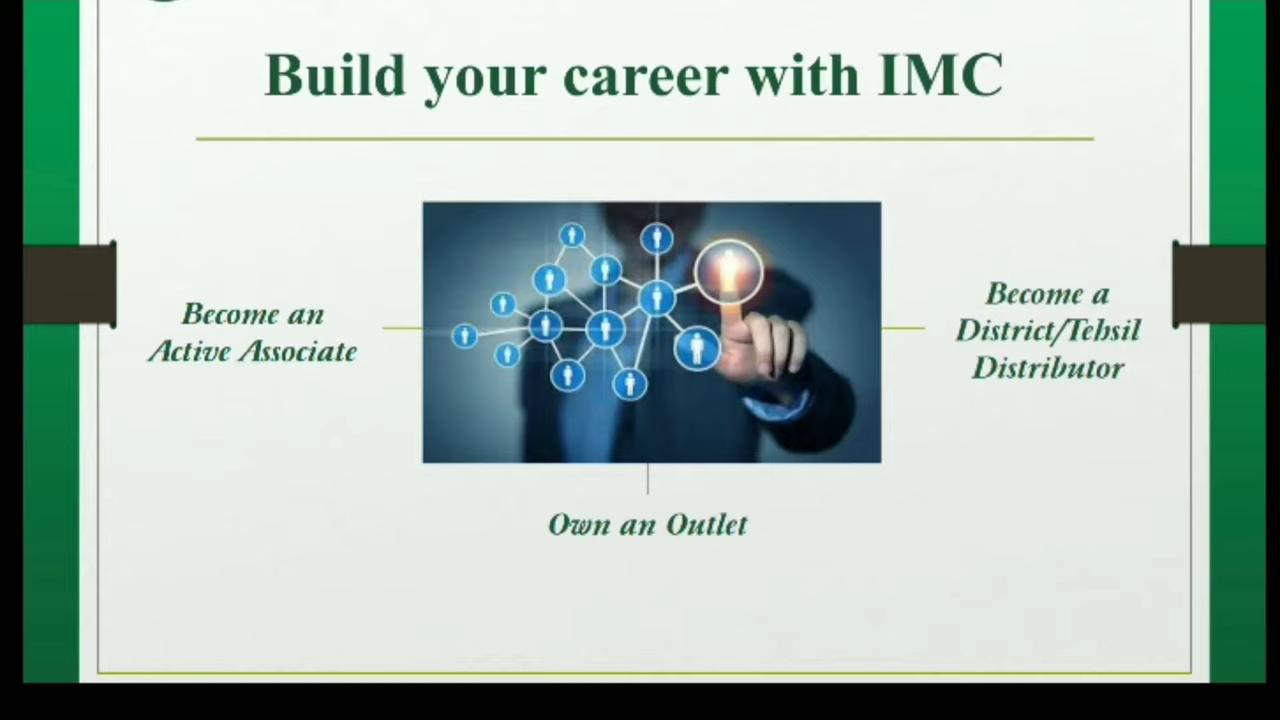 Build your career with IMC
Become an
Active Associate
Become a
District/Tehsil
Distributor
Own an Outlet